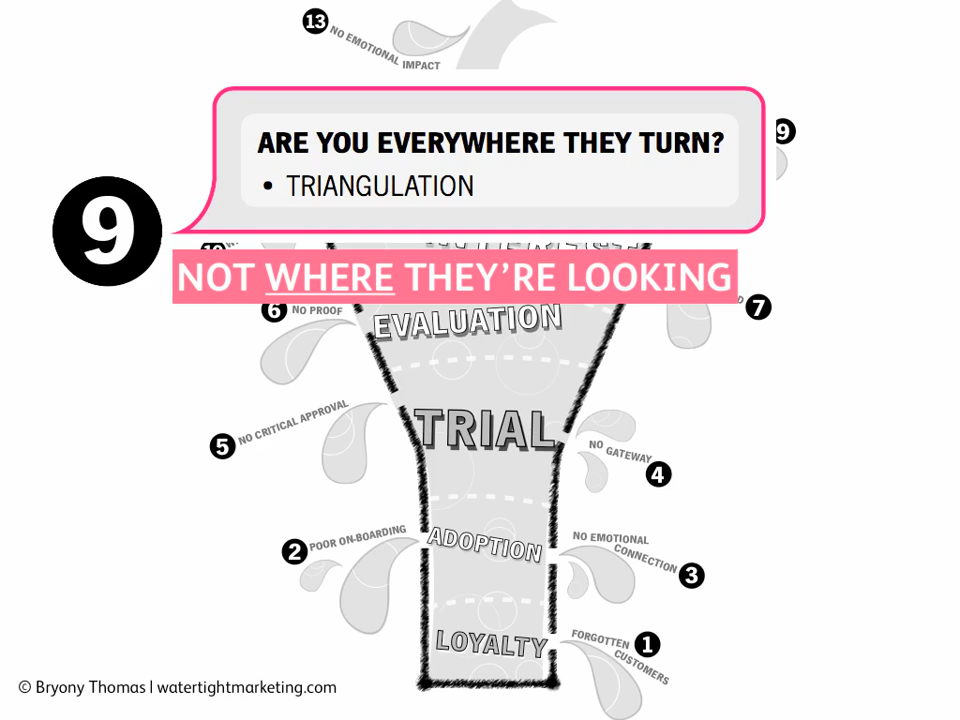 13 NO EMOTIONAL IMPACT
ARE YOU EVERYWHERE THEY TURN?
• TRIANGULATION
9
9
NOT WHERE THEY'RE LOOKING
6 NO PROOF
7
EVALUATION
5 NO CRITICAL APPROVAL
TRIAL
NO GATEWAY
4
2 POOR ON-BOARDING
ADOPTION
NO EMOTIONAL
CONNECTION 3
LOYALTY
FORGOTTEN 1
CUSTOMERS
© Bryony Thomas | watertightmarketing.com